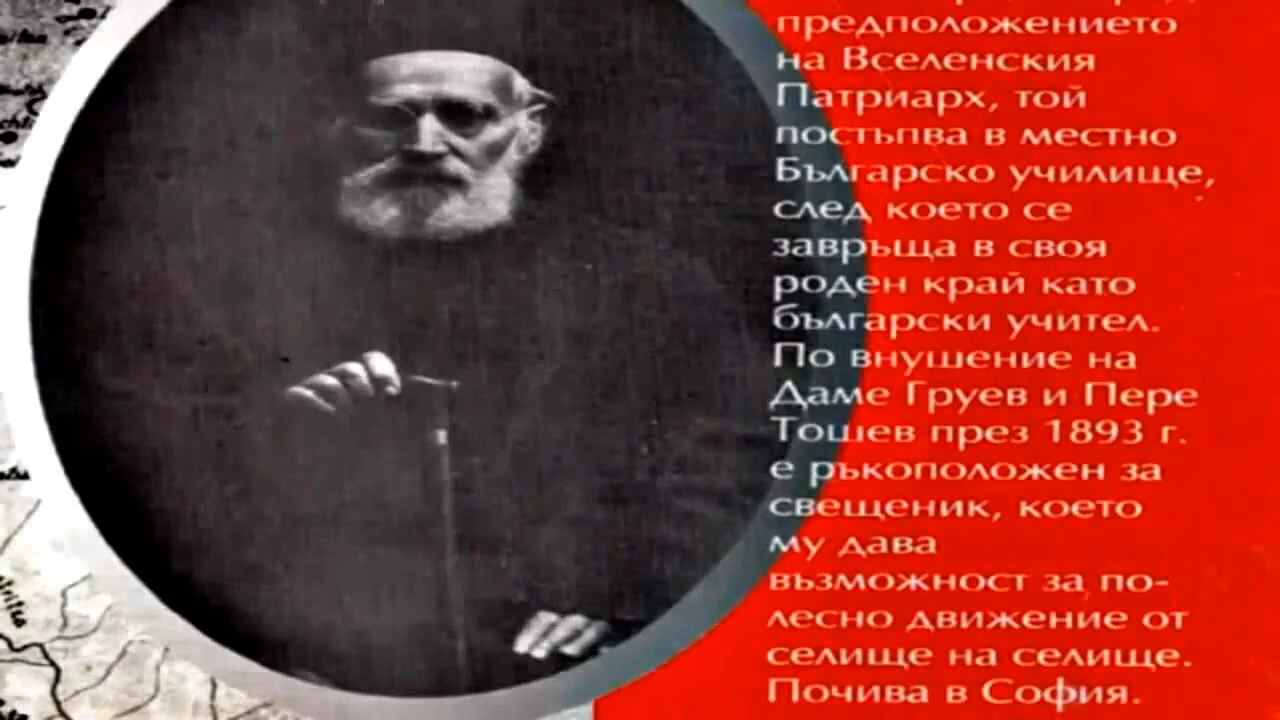 предположението
на Вселенския
Патриарх, той
постъпва в местно
Българско училище,
след което се
завръща в своя
роден край като
български учител.
По внушение на
Даме Груев и Пере
Тошев през 1893 г.
е ръкоположен за
свещеник, което
му дава
възможност за по-
лесно движение от
селище на селище.
Почива в София.